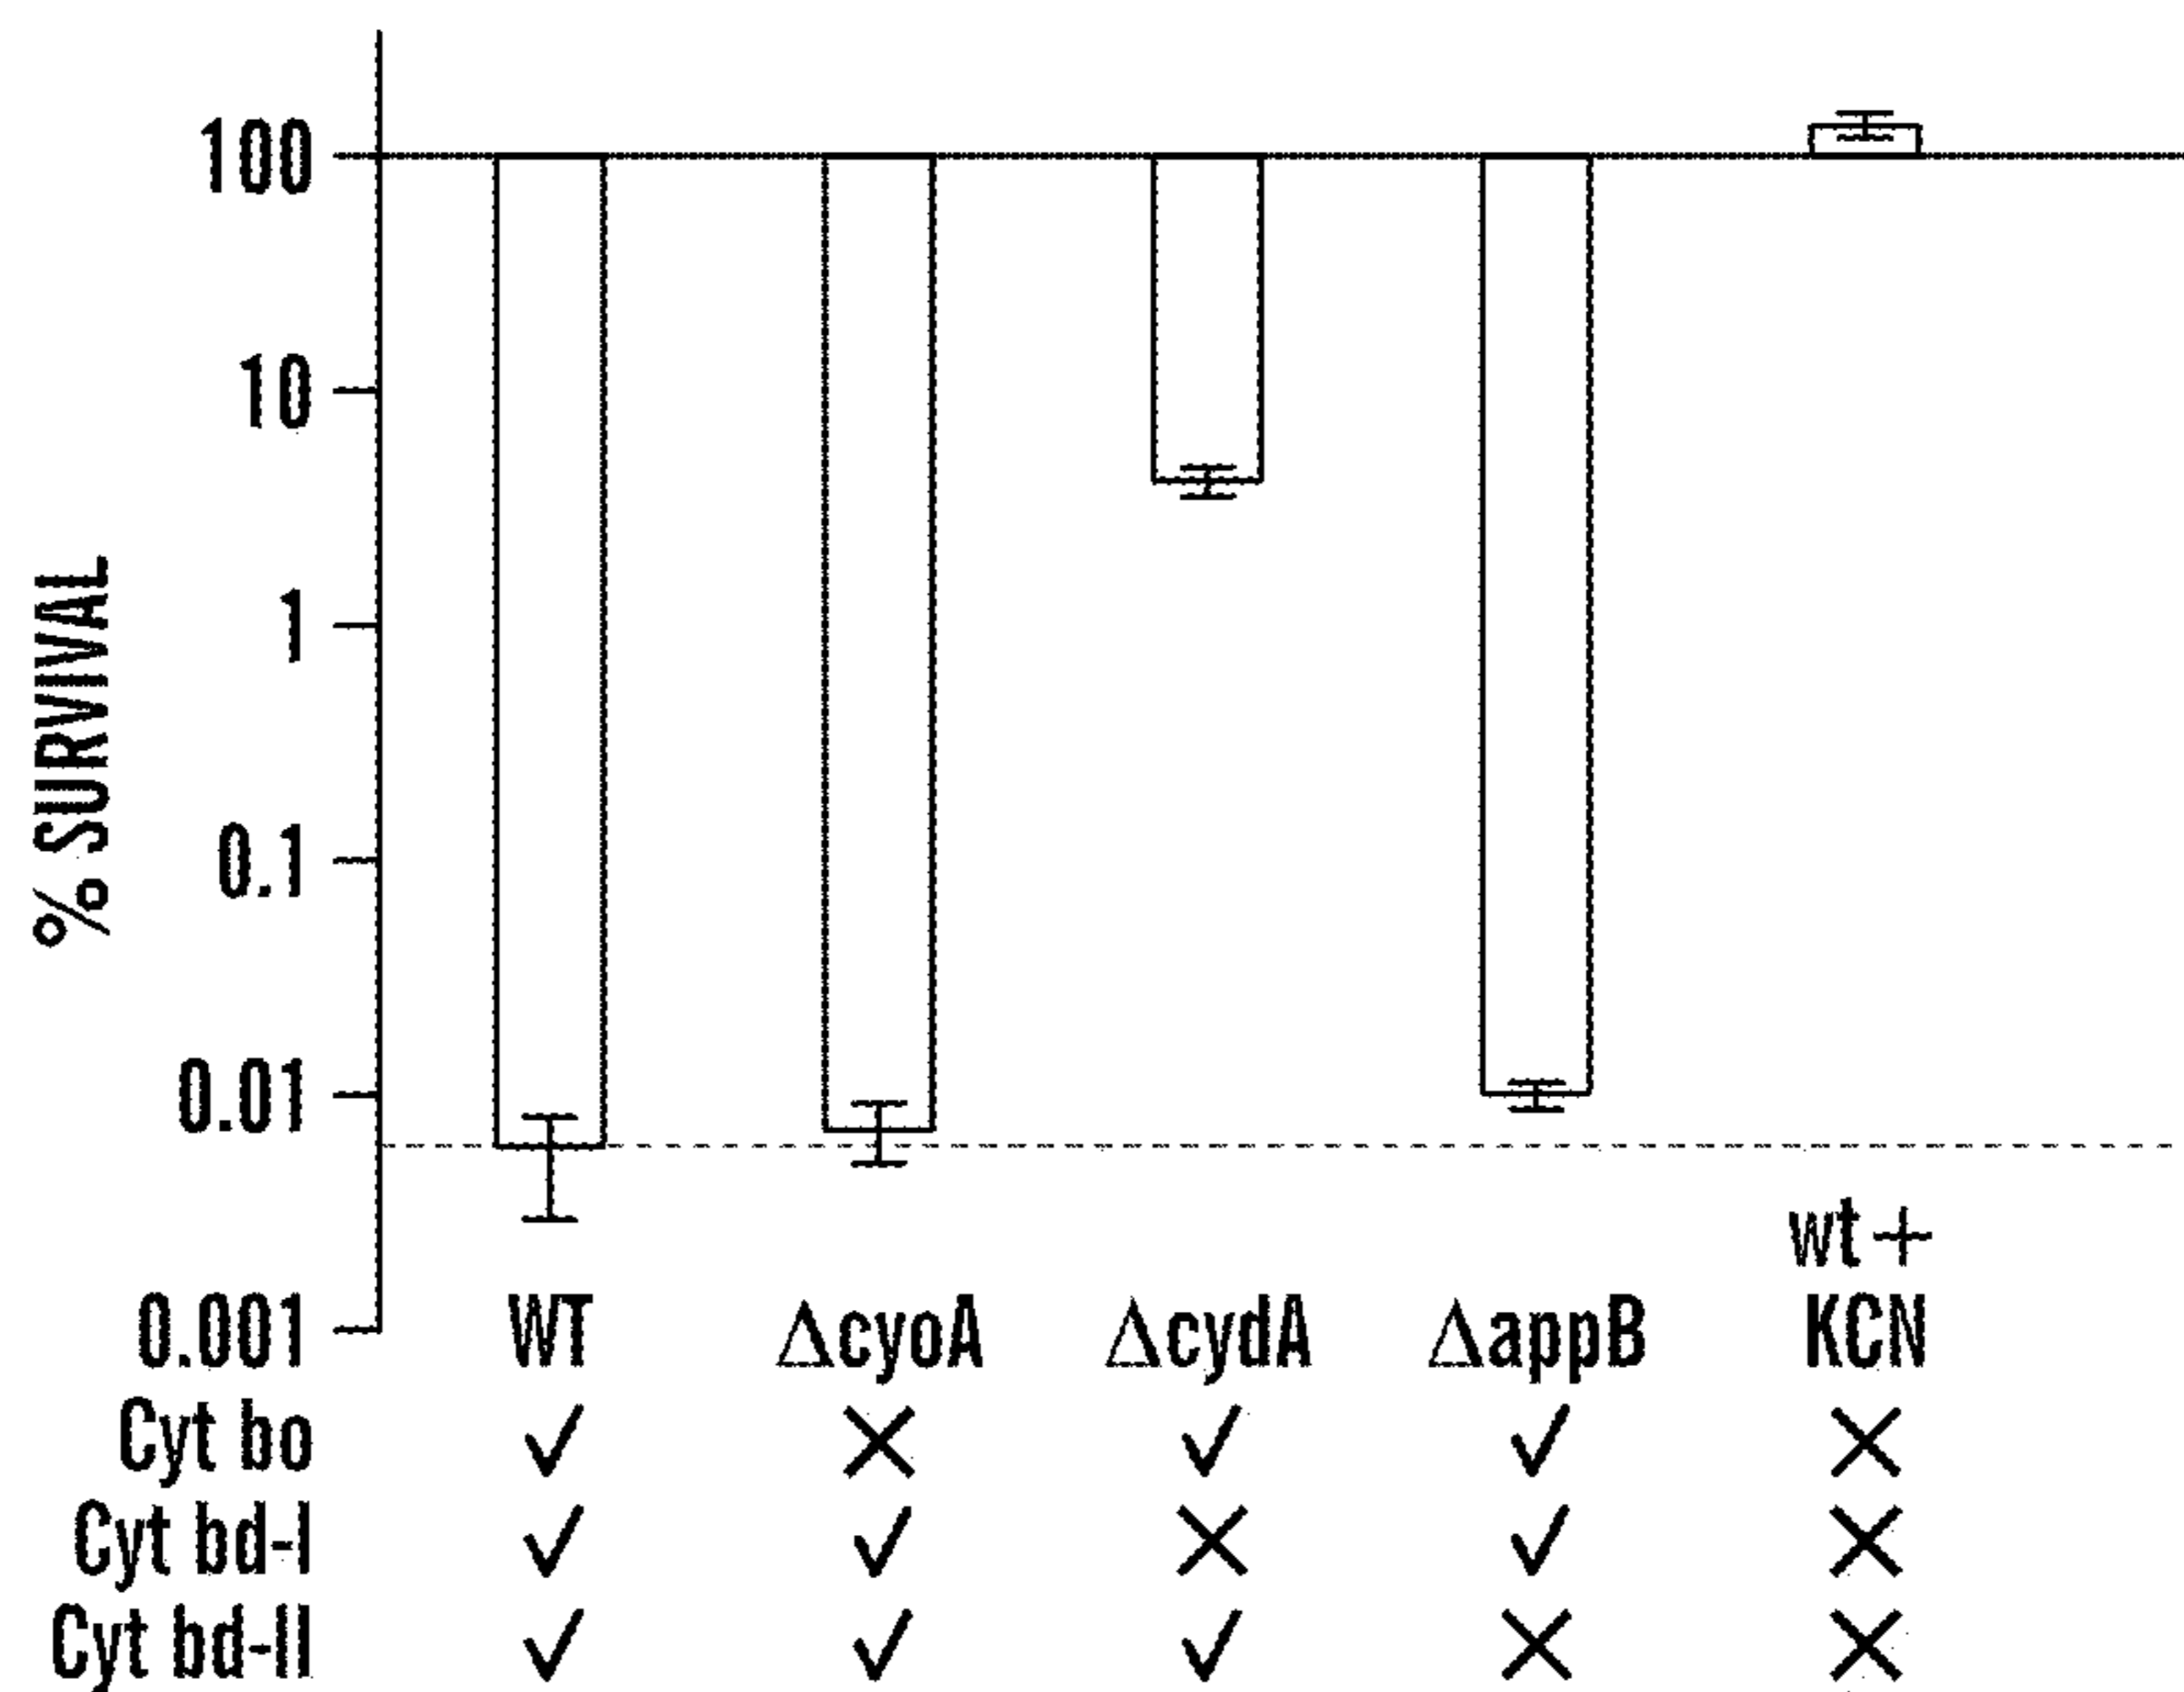 % SURVIVAL
100
10
1
0.1
0.01
0.001
WT
ΔcyoA
ΔcydA
ΔappB
wt +
KCN
Cyt bo ✓ ✕ ✓ ✓ ✕
Cyt bd-I ✓ ✓ ✕ ✓ ✕
Cyt bd-II ✓ ✓ ✓ ✕ ✕